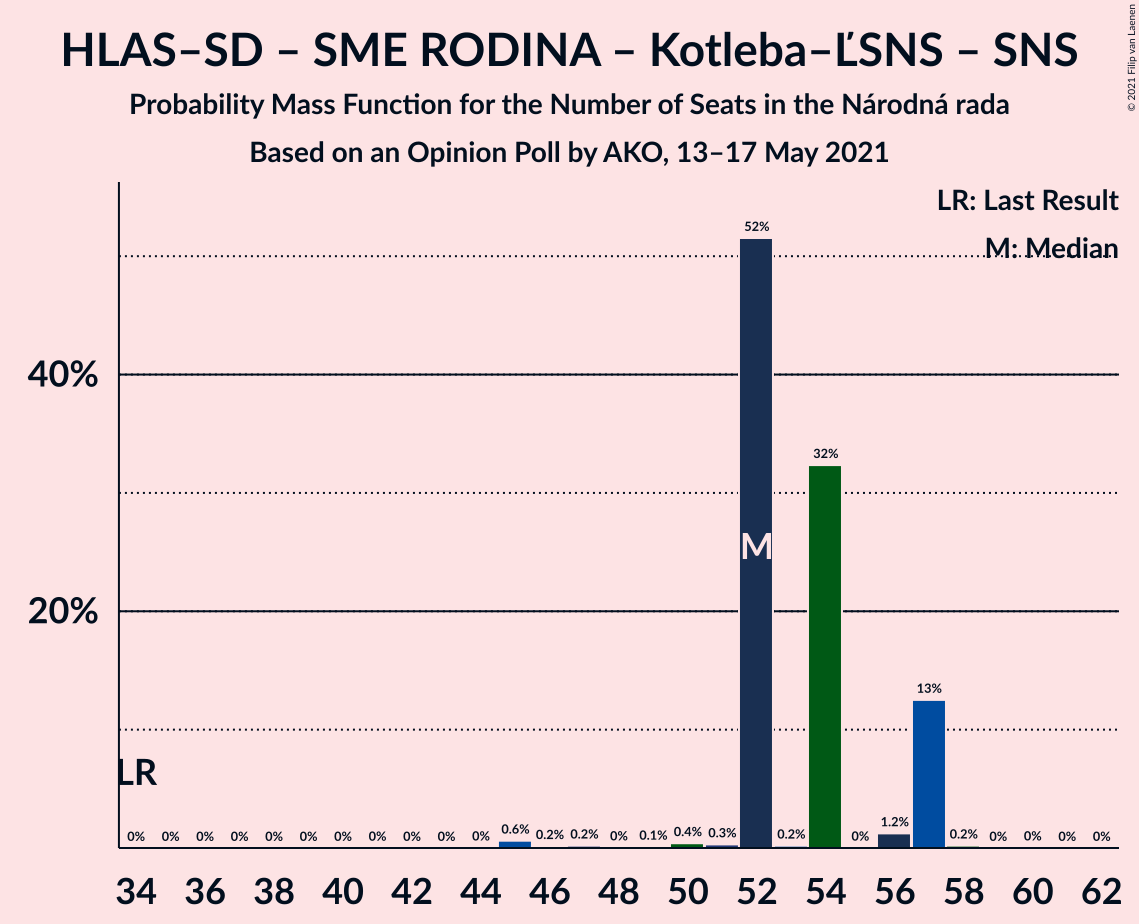 HLAS–SD – SME RODINA – Kotleba–ĽSNS – SNS
Probability Mass Function for the Number of Seats in the Národná rada
Based on an Opinion Poll by AKO, 13–17 May 2021
© 2021 Filip van Laenen
LR: Last Result
M: Median
40%
20%
52%
32%
13%
M
LR
0% 0% 0% 0% 0% 0% 0% 0% 0% 0% 0% 0.6% 0.2% 0.2% 0% 0.1% 0.4% 0.3% 0.2% 0% 1.2% 0.2% 0% 0% 0% 0%
34 36 38 40 42 44 46 48 50 52 54 56 58 60 62